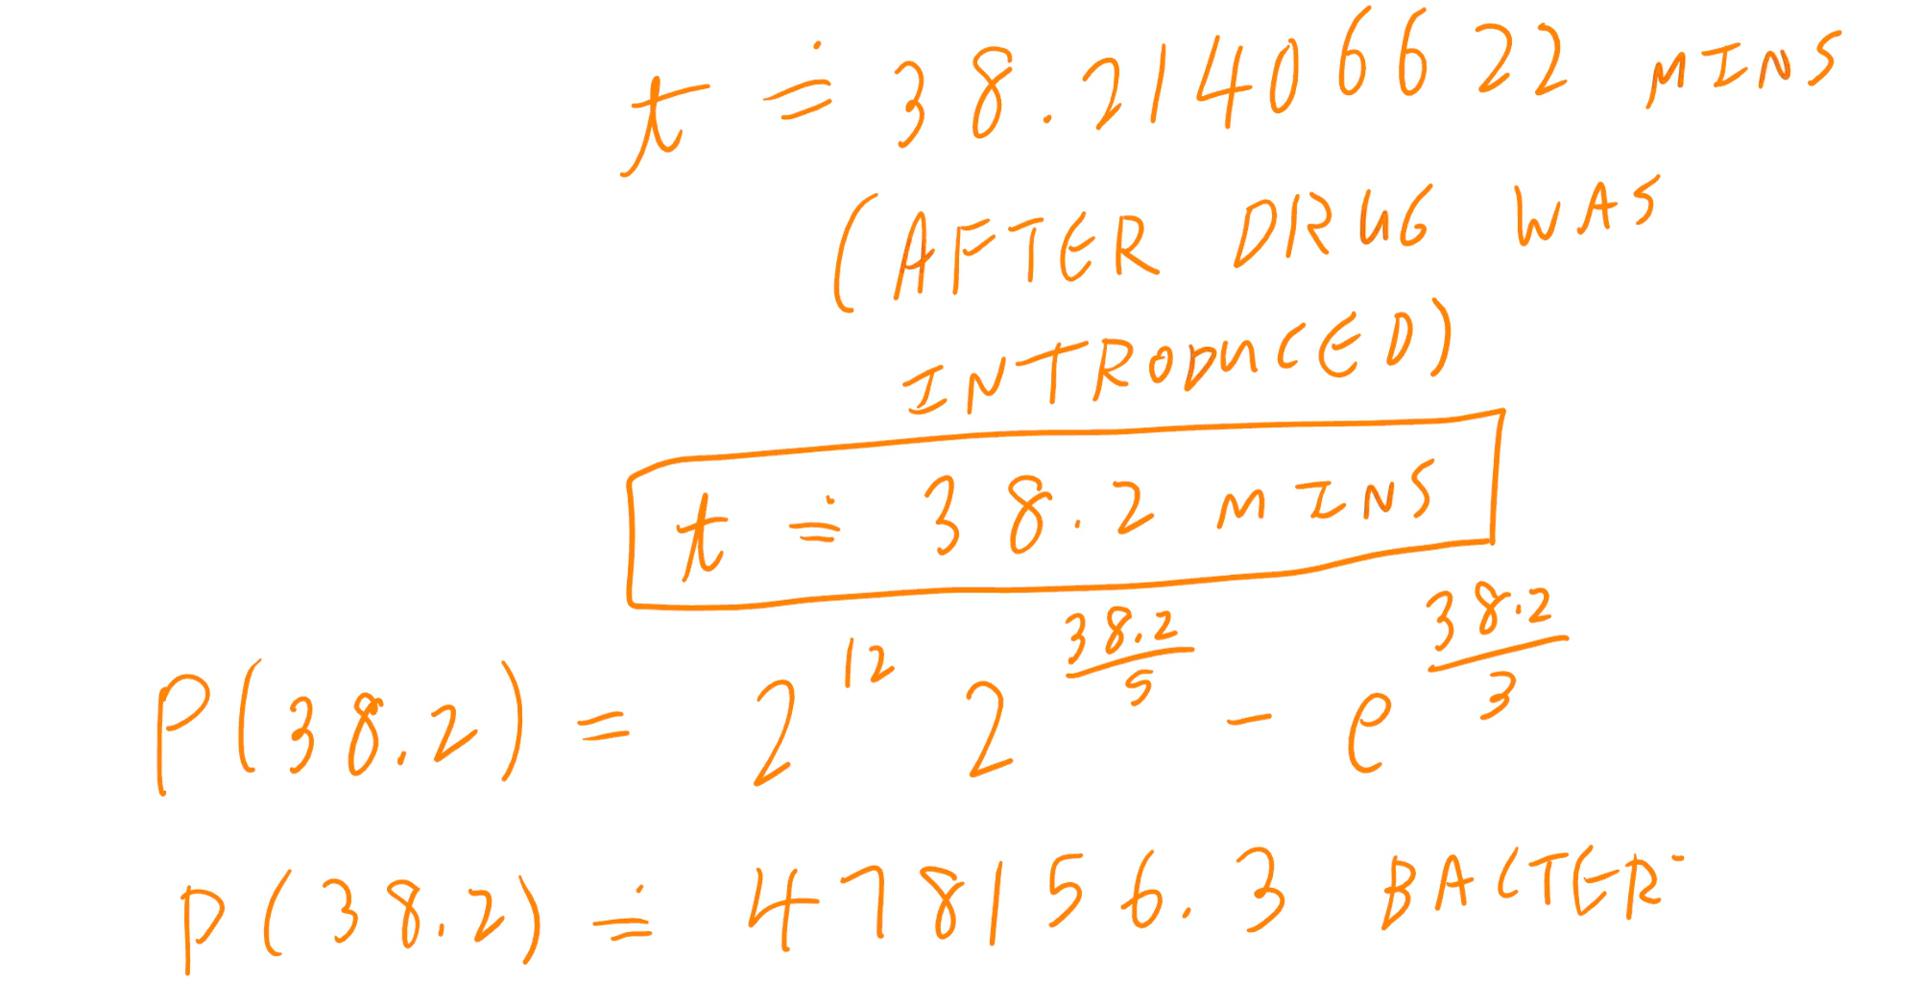 t ≐ 38.21406622 MINS
(AFTER DRUG WAS
INTRODUCED)
t ≐ 38.2 MINS
P(38.2) = 2^12 2^(38.2/5) - e^(38.2/3)
P(38.2) ≐ 478156.3 BACTER